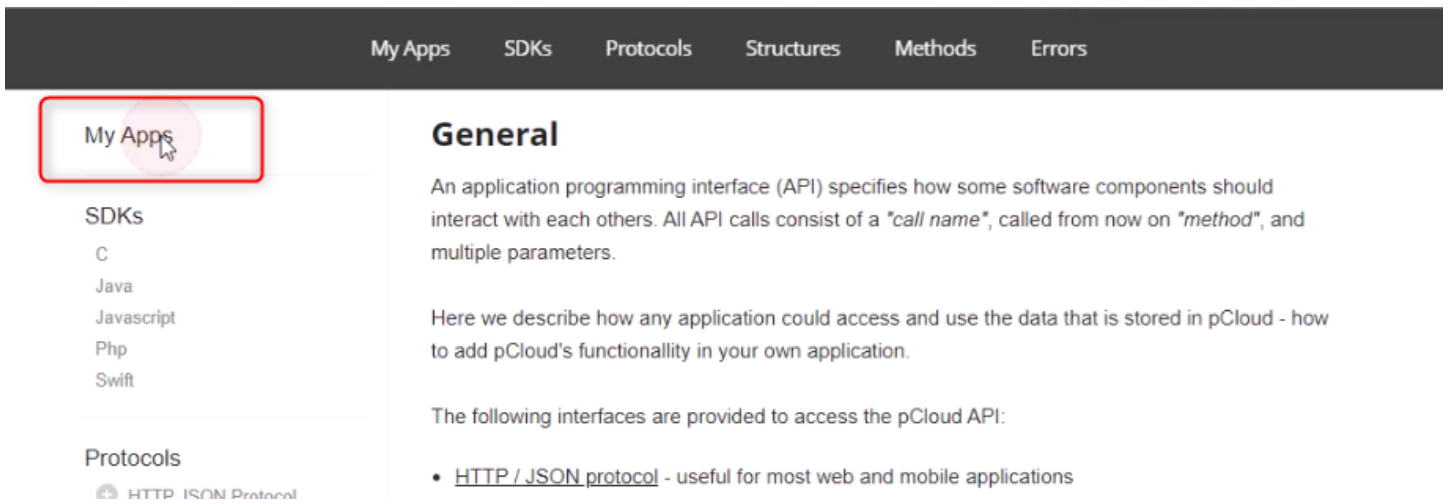 My Apps SDKs Protocols Structures Methods Errors
My Apps
SDKs
C
Java
Javascript
Php
Swift
Protocols
HTTP JSON Protocol
General
An application programming interface (API) specifies how some software components should
interact with each others. All API calls consist of a "call name", called from now on "method", and
multiple parameters.
Here we describe how any application could access and use the data that is stored in pCloud - how
to add pCloud's functionallity in your own application.
The following interfaces are provided to access the pCloud API:
• HTTP / JSON protocol - useful for most web and mobile applications